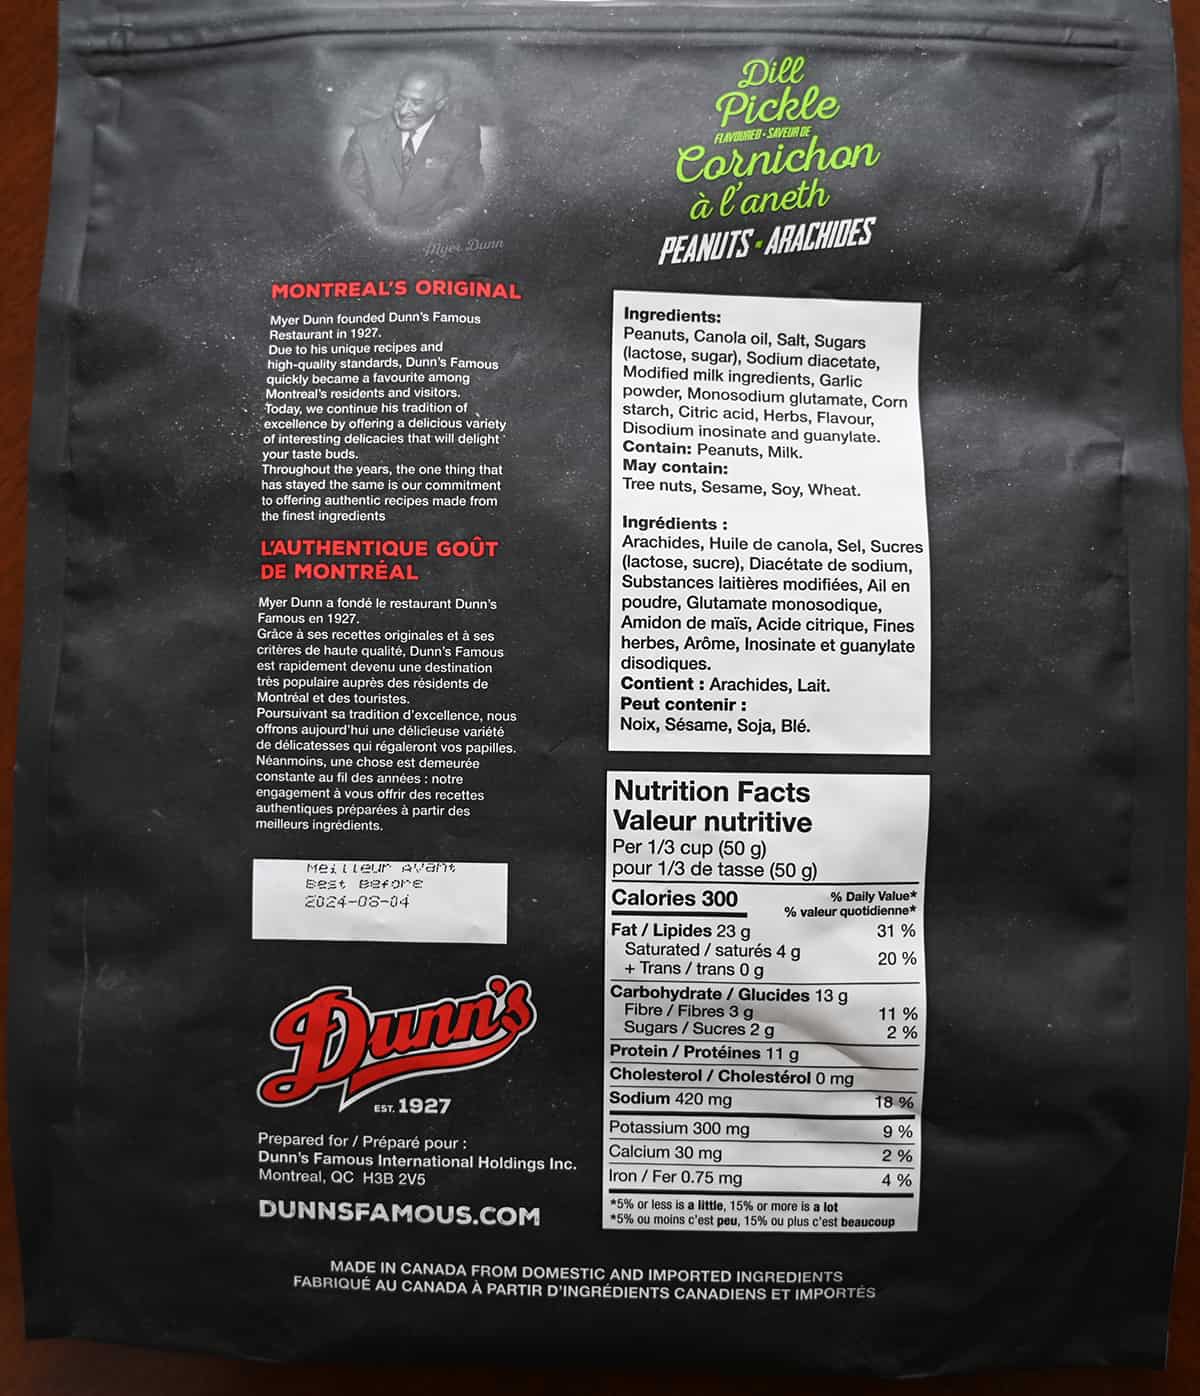 Myer Dunn
MONTREAL'S ORIGINAL
Myer Dunn founded Dunn's Famous
Restaurant in 1927.
Due to his unique recipes and
high-quality standards, Dunn's Famous
quickly became a favourite among
Montreal's residents and visitors.
Today, we continue his tradition of
excellence by offering a delicious variety
of interesting delicacies that will delight
your taste buds.
Throughout the years, the one thing that
has stayed the same is our commitment
to offering authentic recipes made from
the finest ingredients
L'AUTHENTIQUE GOÛT
DE MONTRÉAL
Myer Dunn a fondé le restaurant Dunn's
Famous en 1927.
Grâce à ses recettes originales et à ses
critères de haute qualité, Dunn's Famous
est rapidement devenu une destination
très populaire auprès des résidents de
Montréal et des touristes.
Poursuivant sa tradition d'excellence, nous
offrons aujourd'hui une délicieuse variété
de délicatesses qui régaleront vos papilles.
Néanmoins, une chose est demeurée
constante au fil des années : notre
engagement à vous offrir des recettes
authentiques préparées à partir des
meilleurs ingrédients.
Meilleur Avant
Best Before
2024-08-04
Dunn's
EST. 1927
Prepared for / Préparé pour :
Dunn's Famous International Holdings Inc.
Montreal, QC H3B 2V5
DUNNSFAMOUS.COM
Dill
Pickle
FLAVOURED • SAVEUR DE
Cornichon
à l'aneth
PEANUTS • ARACHIDES
Ingredients:
Peanuts, Canola oil, Salt, Sugars
(lactose, sugar), Sodium diacetate,
Modified milk ingredients, Garlic
powder, Monosodium glutamate, Corn
starch, Citric acid, Herbs, Flavour,
Disodium inosinate and guanylate.
Contain: Peanuts, Milk.
May contain:
Tree nuts, Sesame, Soy, Wheat.
Ingrédients :
Arachides, Huile de canola, Sel, Sucres
(lactose, sucre), Diacétate de sodium,
Substances laitières modifiées, Ail en
poudre, Glutamate monosodique,
Amidon de maïs, Acide citrique, Fines
herbes, Arôme, Inosinate et guanylate
disodiques.
Contient : Arachides, Lait.
Peut contenir :
Noix, Sésame, Soja, Blé.
Nutrition Facts
Valeur nutritive
Per 1/3 cup (50 g)
pour 1/3 de tasse (50 g)
Calories 300 % Daily Value*
% valeur quotidienne*
Fat / Lipides 23 g 31 %
Saturated / saturés 4 g
+ Trans / trans 0 g 20 %
Carbohydrate / Glucides 13 g
Fibre / Fibres 3 g 11 %
Sugars / Sucres 2 g 2 %
Protein / Protéines 11 g
Cholesterol / Cholestérol 0 mg
Sodium 420 mg 18 %
Potassium 300 mg 9 %
Calcium 30 mg 2 %
Iron / Fer 0.75 mg 4 %
*5% or less is a little, 15% or more is a lot
*5% ou moins c'est peu, 15% ou plus c'est beaucoup
MADE IN CANADA FROM DOMESTIC AND IMPORTED INGREDIENTS
FABRIQUÉ AU CANADA À PARTIR D'INGRÉDIENTS CANADIENS ET IMPORTÉS